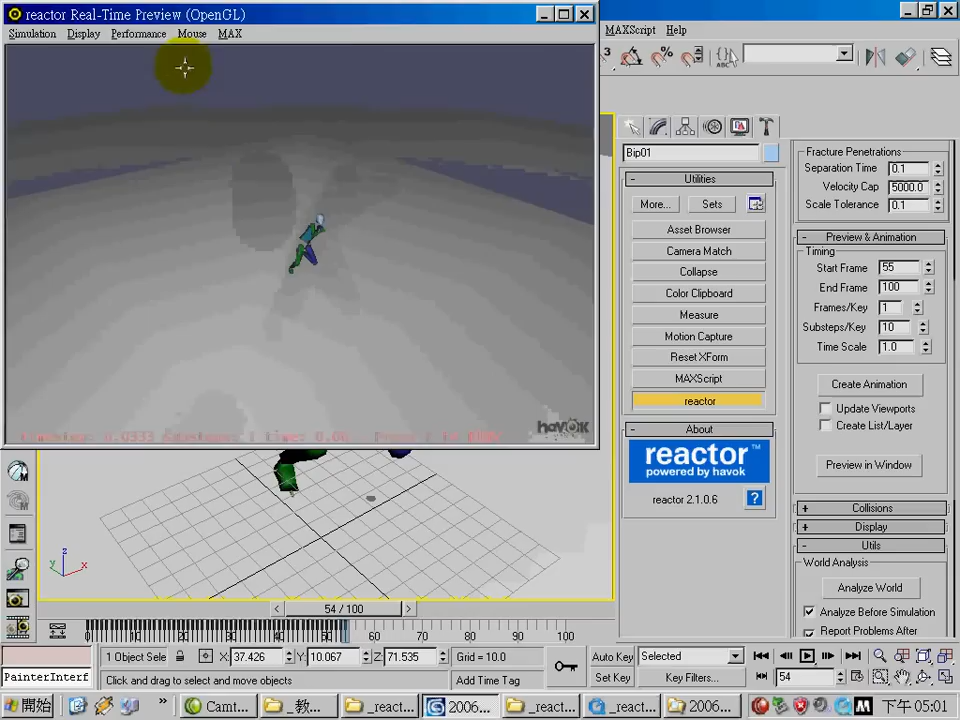 reactor Real-Time Preview (OpenGL)
Simulation Display Performance Mouse MAX
MAXScript Help
3
ABC
havok
Bip01
Utilities
More... Sets
Asset Browser
Camera Match
Collapse
Color Clipboard
Measure
Motion Capture
Reset XForm
MAXScript
reactor
About
reactor™
powered by havok
reactor 2.1.0.6
?
Fracture Penetrations
Separation Time 0.1
Velocity Cap 5000.0
Scale Tolerance 0.1
Preview & Animation
Timing
Start Frame 55
End Frame 100
Frames/Key 1
Substeps/Key 10
Time Scale 1.0
Create Animation
Update Viewports
Create List/Layer
Preview in Window
Collisions
Display
Utils
World Analysis
Analyze World
Analyze Before Simulation
Report Problems After
z
y x
54 / 100
0 10 20 30 40 50 60 70 80 90 100
1 Object Sele X: 37.426 Y: 10.067 Z: 71.535 Grid = 10.0
Auto Key Selected
54
PainterInterf
Click and drag to select and move objects
Add Time Tag
Set Key Key Filters...
開始 » Camt... _教... _react... 2006... _react... _react... 2006... 下午 05:01